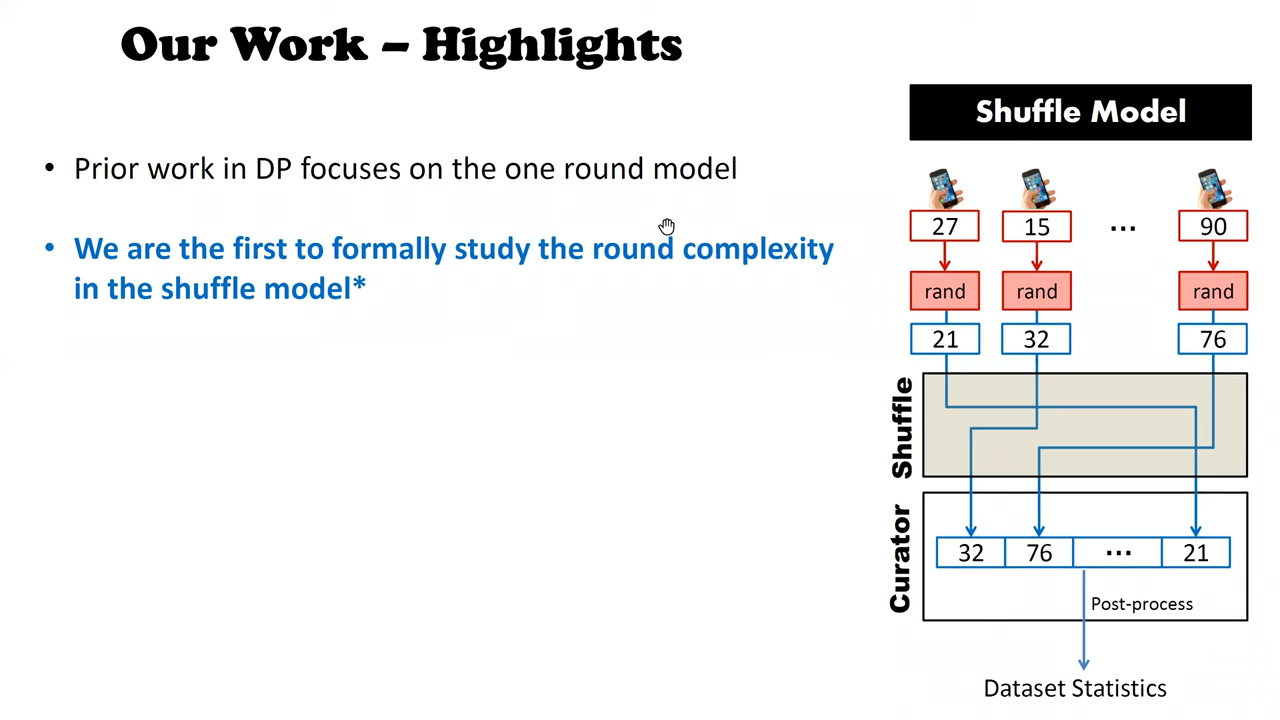 Our Work – Highlights
• Prior work in DP focuses on the one round model
• We are the first to formally study the round complexity
in the shuffle model*
Shuffle Model
27 15 ... 90
rand rand rand
21 32 76
Shuffle
Curator
32 76 ... 21
Post-process
Dataset Statistics